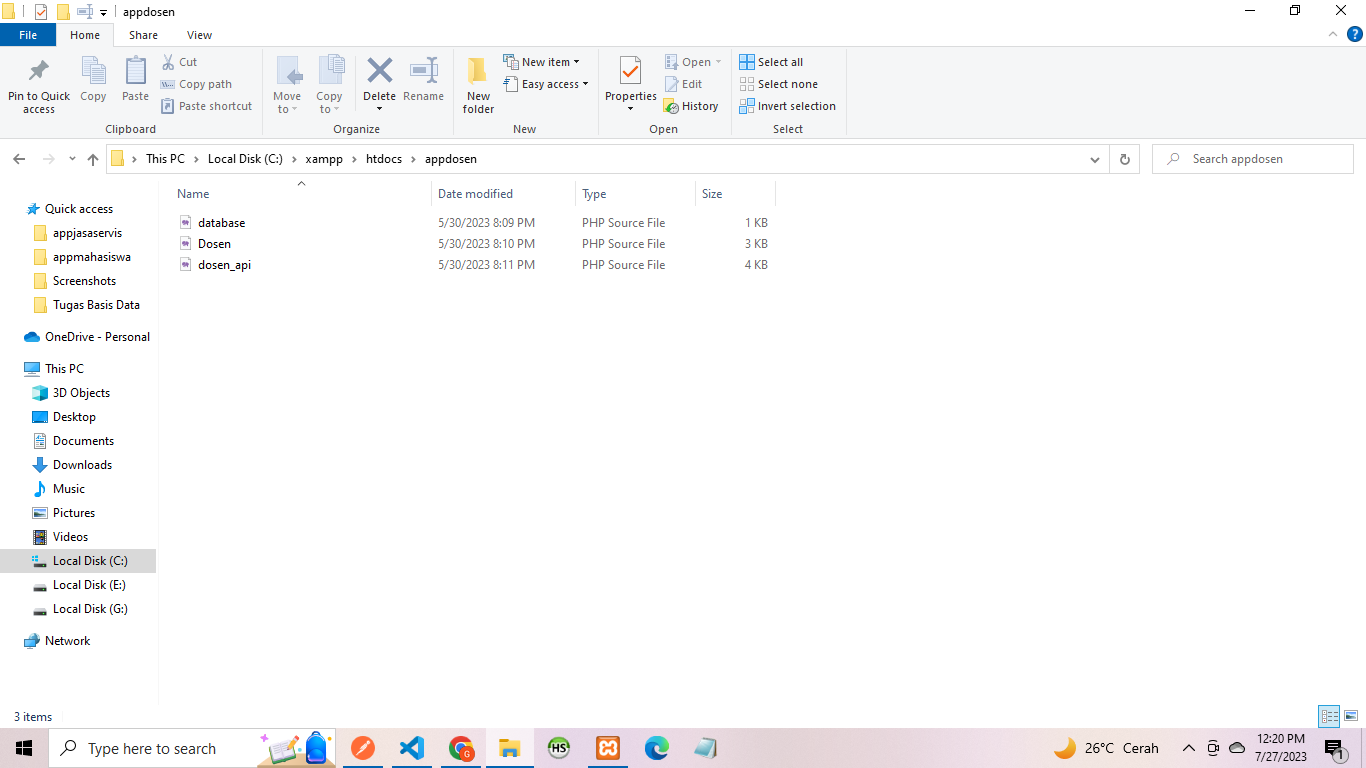 appdosen
File Home Share View
Pin to Quick access
Copy
Paste
Cut
Copy path
Paste shortcut
Clipboard
Move to
Copy to
Delete
Rename
Organize
New folder
New item
Easy access
New
Properties
Open
Edit
History
Open
Select all
Select none
Invert selection
Select
This PC Local Disk (C:) xampp htdocs appdosen
Search appdosen
Name Date modified Type Size
database 5/30/2023 8:09 PM PHP Source File 1 KB
Dosen 5/30/2023 8:10 PM PHP Source File 3 KB
dosen_api 5/30/2023 8:11 PM PHP Source File 4 KB
Quick access
appjasaservis
appmahasiswa
Screenshots
Tugas Basis Data
OneDrive - Personal
This PC
3D Objects
Desktop
Documents
Downloads
Music
Pictures
Videos
Local Disk (C:)
Local Disk (E:)
Local Disk (G:)
Network
3 items
Type here to search
G
HS
26°C Cerah
12:20 PM
7/27/2023
1